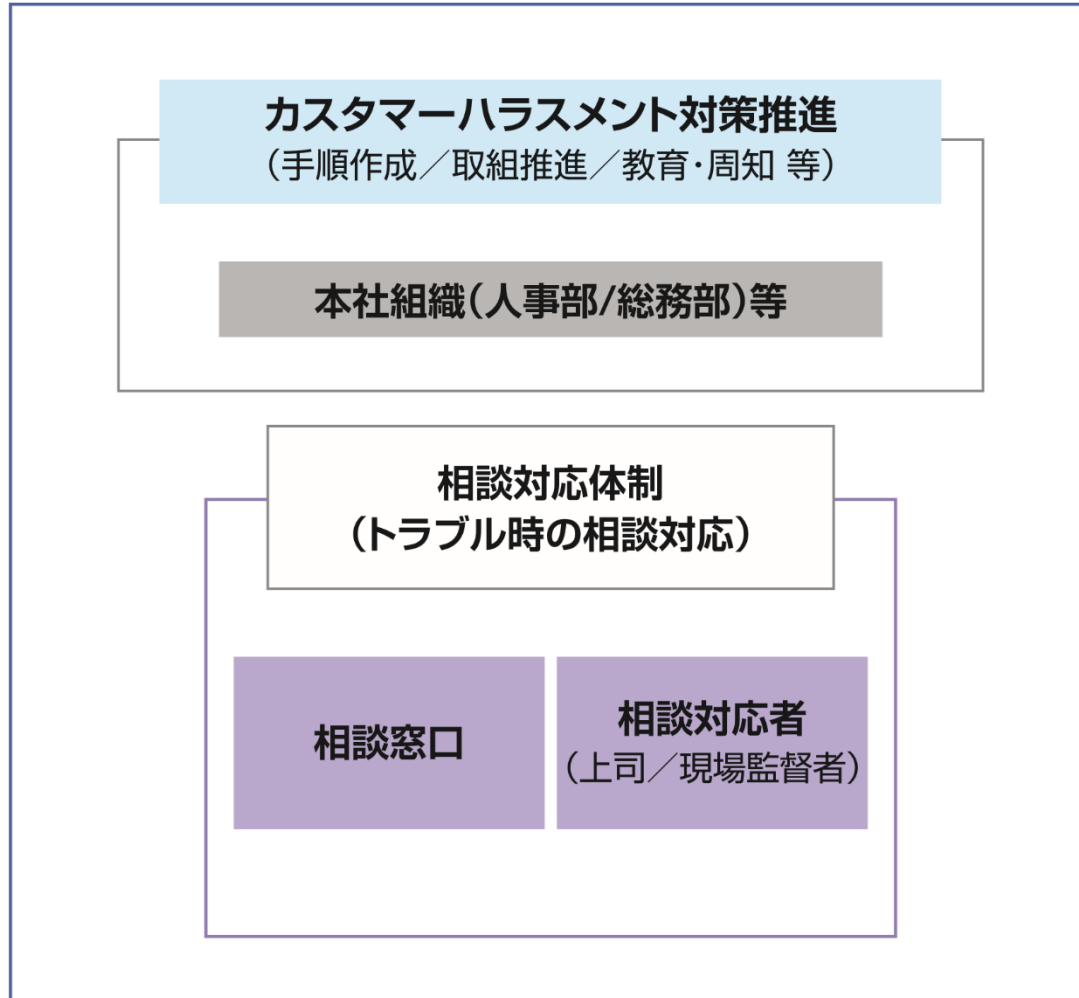 カスタマーハラスメント対策推進
（手順作成／取組推進／教育・周知 等）
本社組織（人事部/総務部）等
相談対応体制
（トラブル時の相談対応）
相談窓口
相談対応者
（上司／現場監督者）